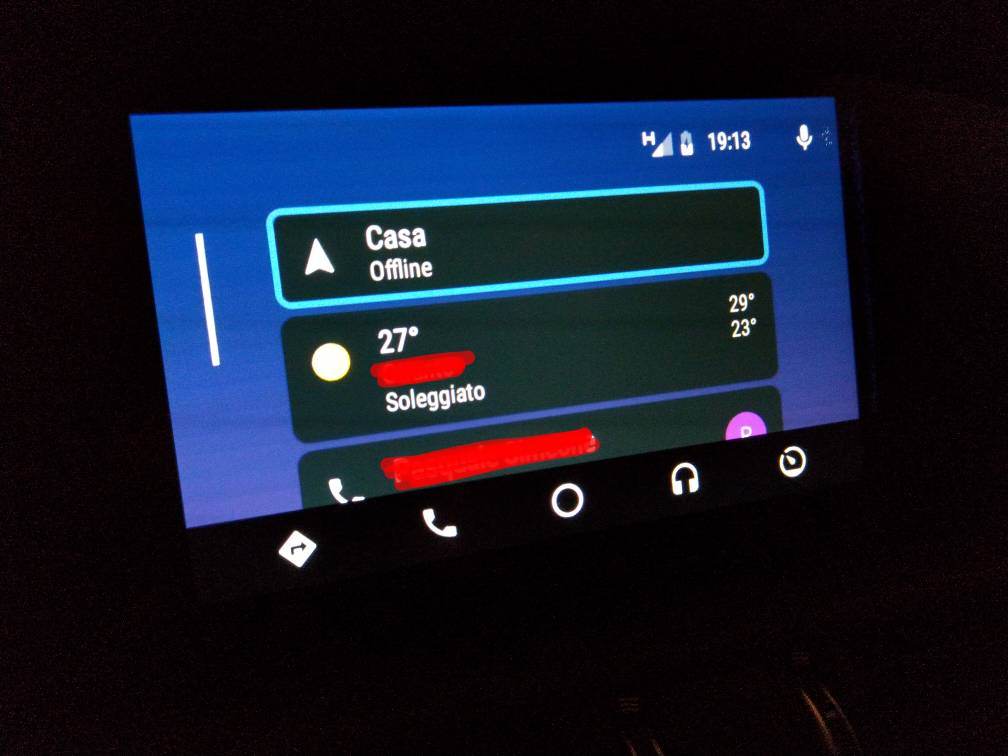 H 19:13
Casa
Offline
27°
29°
23°
Soleggiato
P